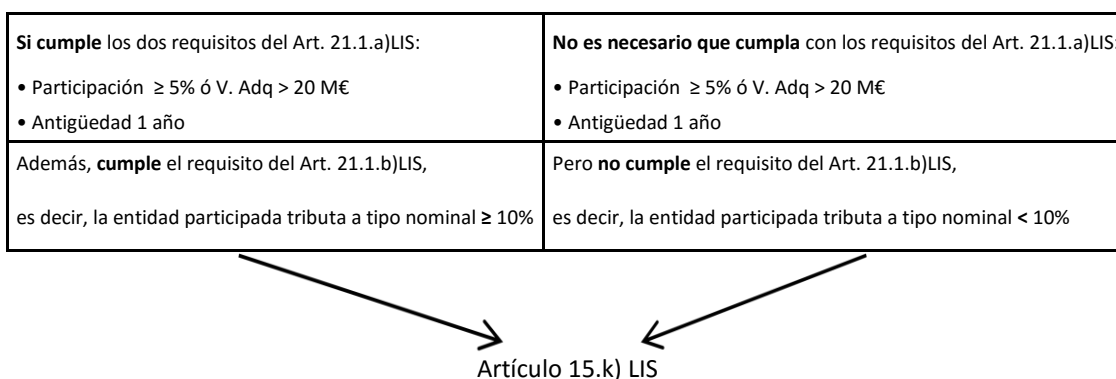 Si cumple los dos requisitos del Art. 21.1.a)LIS:
• Participación ≥ 5% ó V. Adq > 20 M€
• Antigüedad 1 año
No es necesario que cumpla con los requisitos del Art. 21.1.a)LIS:
• Participación ≥ 5% ó V. Adq > 20 M€
• Antigüedad 1 año
Además, cumple el requisito del Art. 21.1.b)LIS,
es decir, la entidad participada tributa a tipo nominal ≥ 10%
Pero no cumple el requisito del Art. 21.1.b)LIS,
es decir, la entidad participada tributa a tipo nominal < 10%
Artículo 15.k) LIS